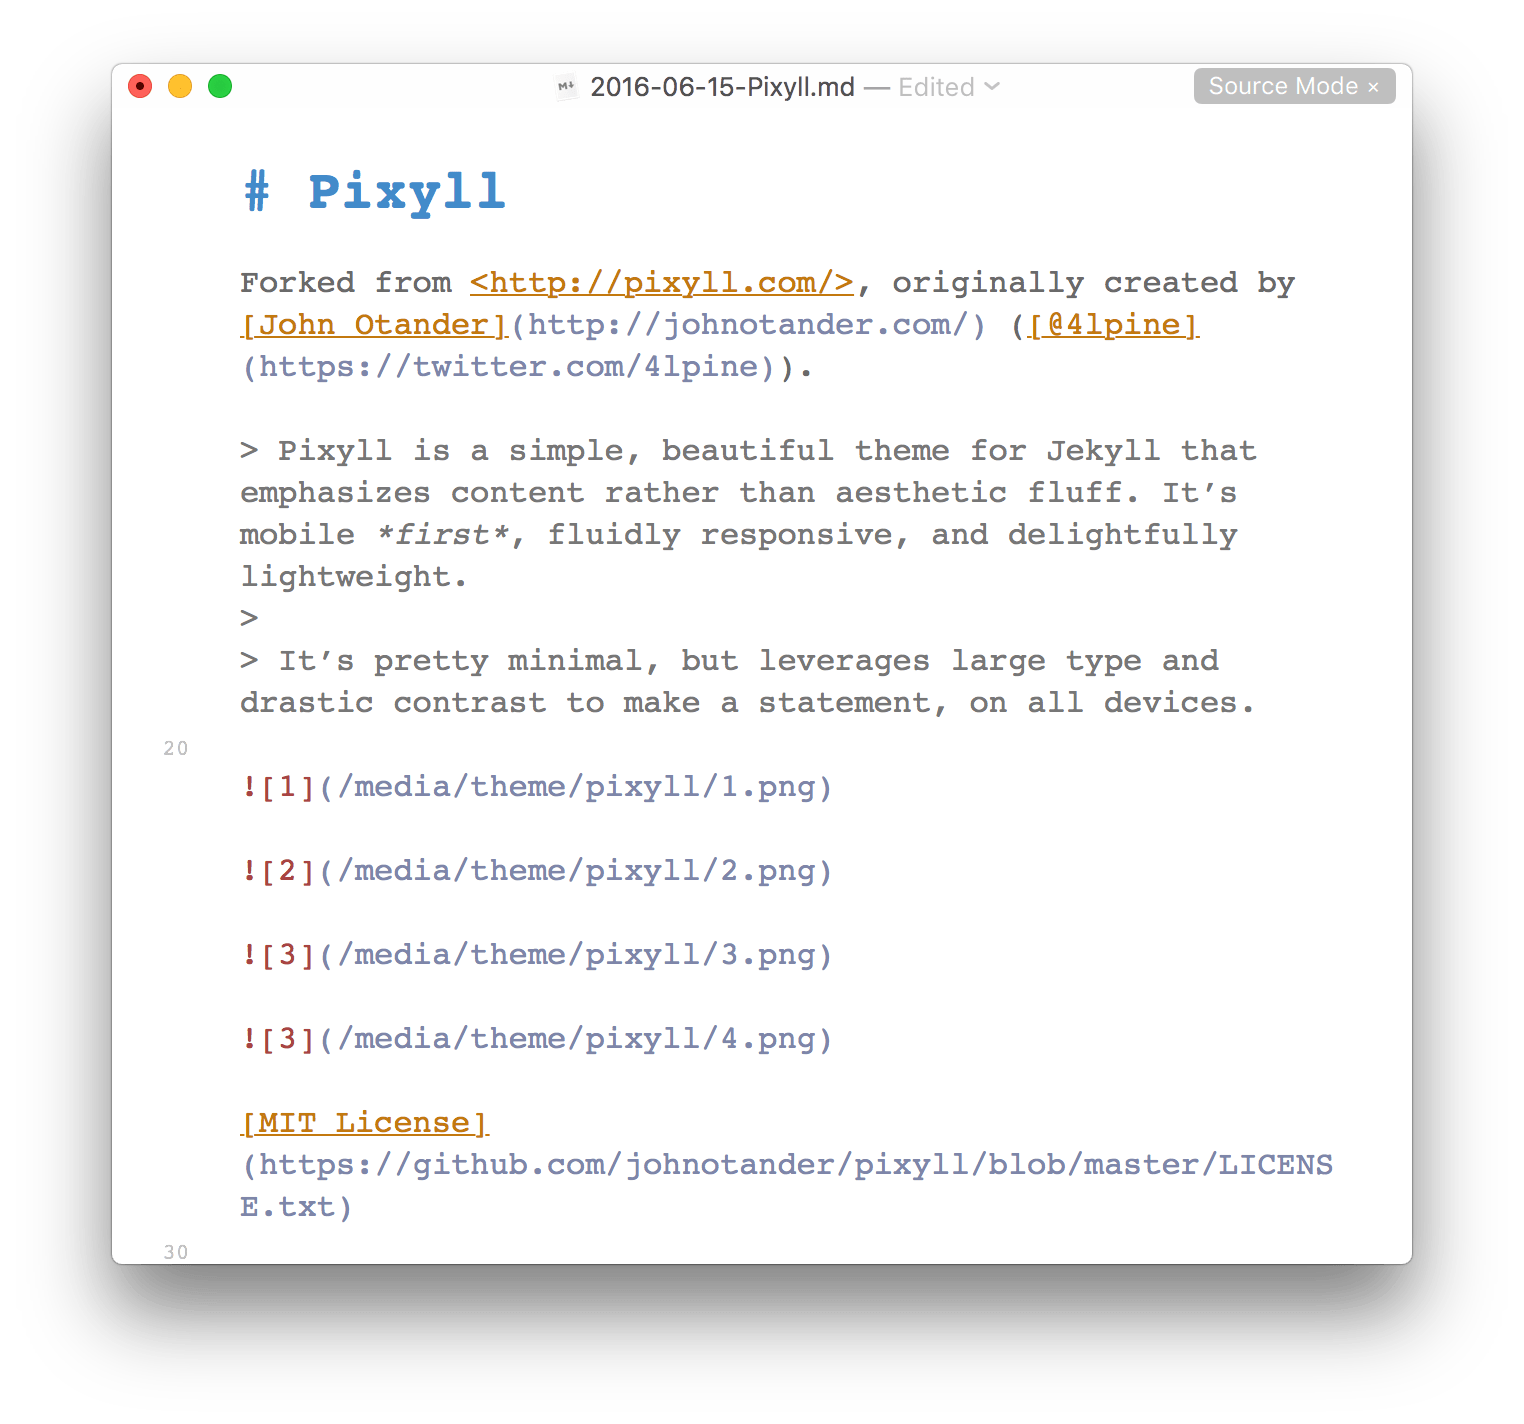 M↓ 2016-06-15-Pixyll.md — Edited
Source Mode ×
# Pixyll
Forked from <http://pixyll.com/>, originally created by
[John Otander](http://johnotander.com/) ([@4lpine]
(https://twitter.com/4lpine)).
> Pixyll is a simple, beautiful theme for Jekyll that
emphasizes content rather than aesthetic fluff. It’s
mobile *first*, fluidly responsive, and delightfully
lightweight.
>
> It’s pretty minimal, but leverages large type and
drastic contrast to make a statement, on all devices.
20
![1](/media/theme/pixyll/1.png)
![2](/media/theme/pixyll/2.png)
![3](/media/theme/pixyll/3.png)
![3](/media/theme/pixyll/4.png)
[MIT License]
(https://github.com/johnotander/pixyll/blob/master/LICENS
E.txt)
30